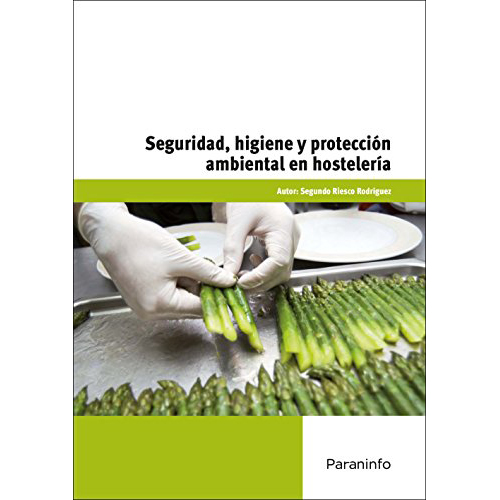 Seguridad, higiene y protección
ambiental en hostelería
Autor: Segundo Riesco Rodríguez
Paraninfo